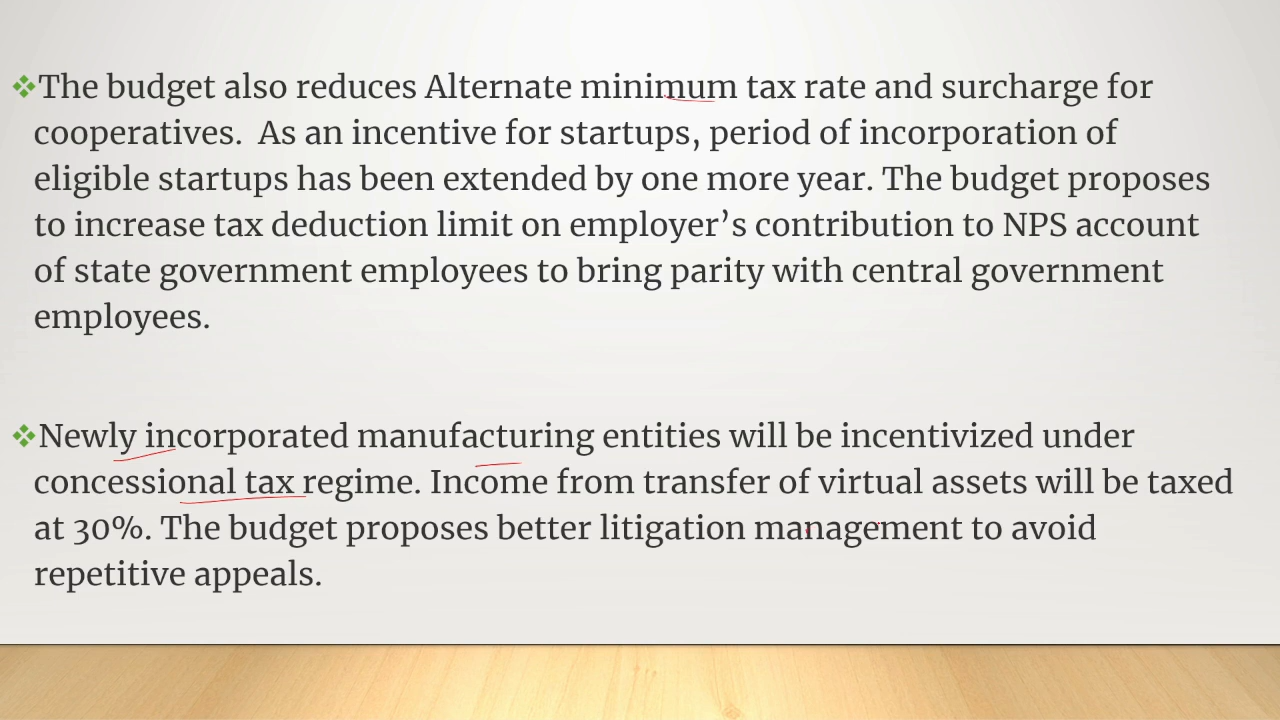 ❖The budget also reduces Alternate minimum tax rate and surcharge for
cooperatives.  As an incentive for startups, period of incorporation of
eligible startups has been extended by one more year. The budget proposes
to increase tax deduction limit on employer’s contribution to NPS account
of state government employees to bring parity with central government
employees.
❖Newly incorporated manufacturing entities will be incentivized under
concessional tax regime. Income from transfer of virtual assets will be taxed
at 30%. The budget proposes better litigation management to avoid
repetitive appeals.